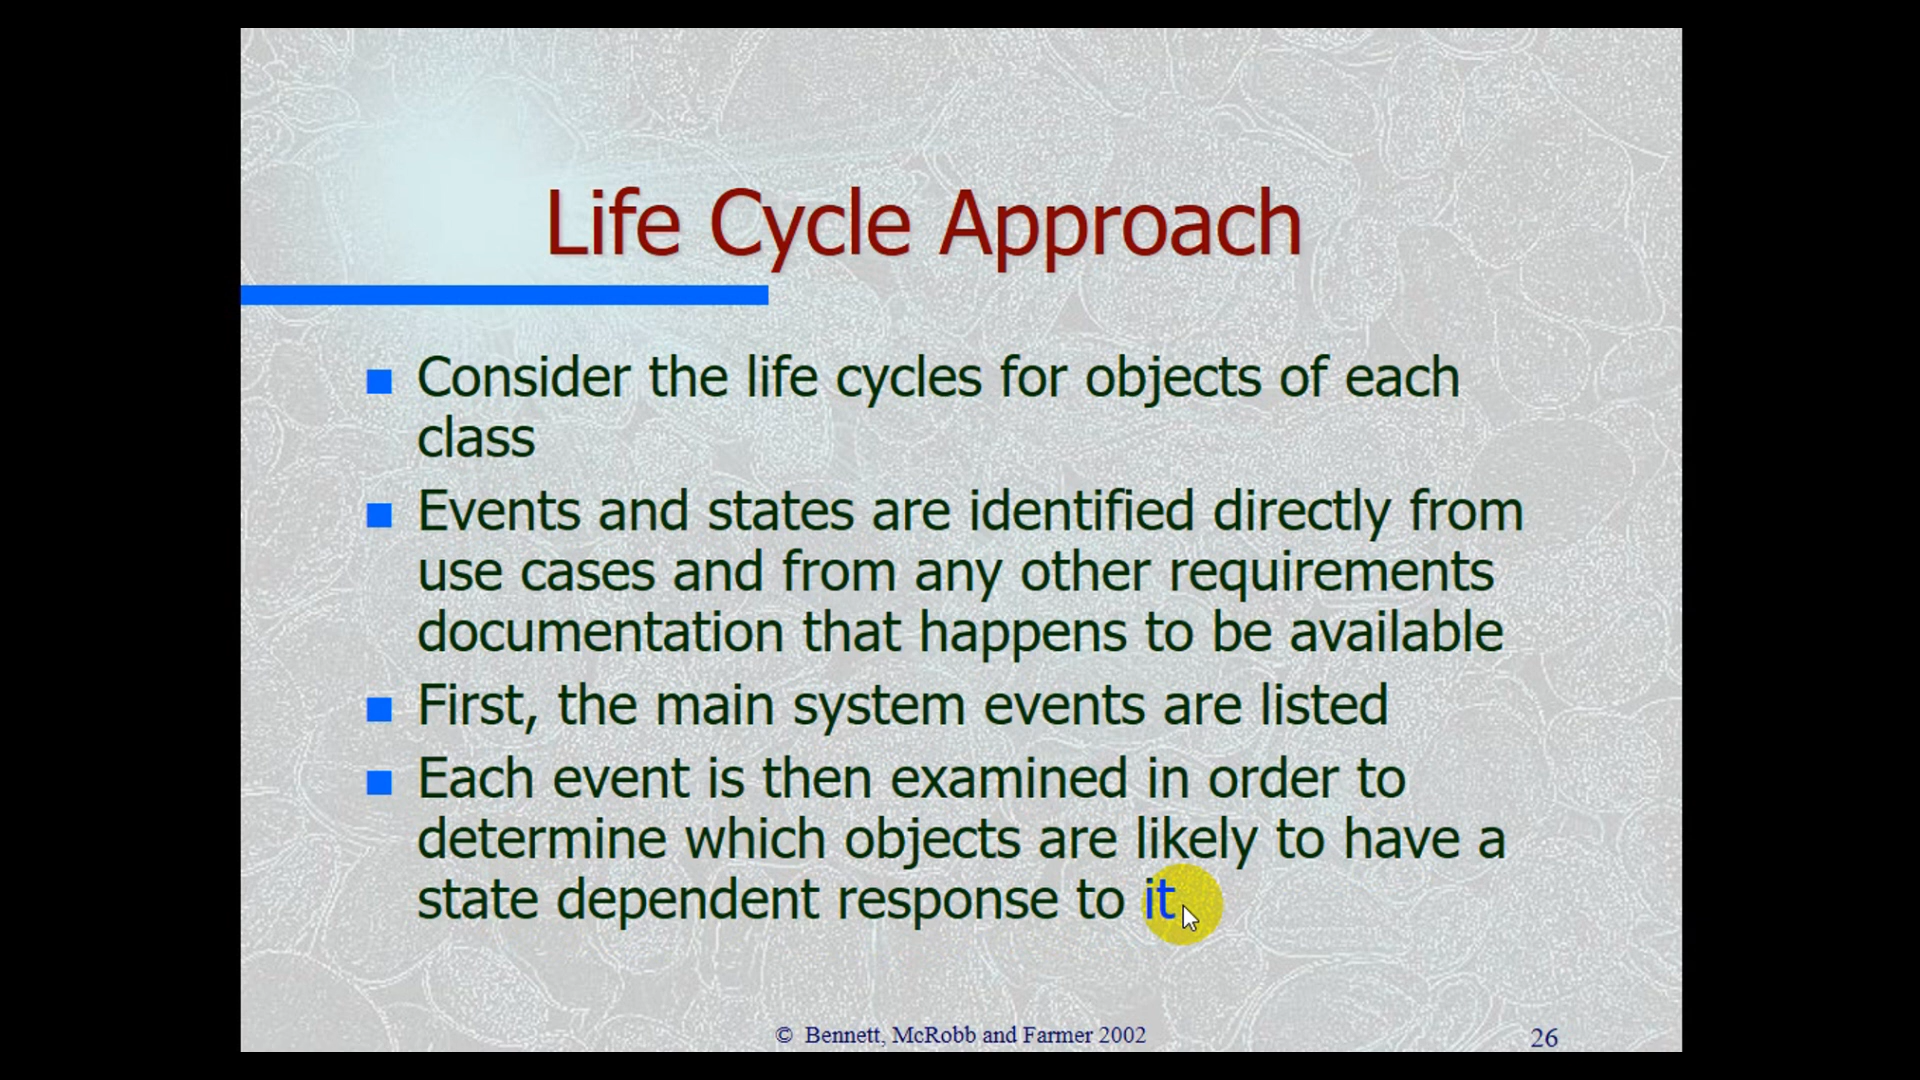 Life Cycle Approach
Consider the life cycles for objects of each
class
Events and states are identified directly from
use cases and from any other requirements
documentation that happens to be available
First, the main system events are listed
Each event is then examined in order to
determine which objects are likely to have a
state dependent response to it
© Bennett, McRobb and Farmer 2002
26